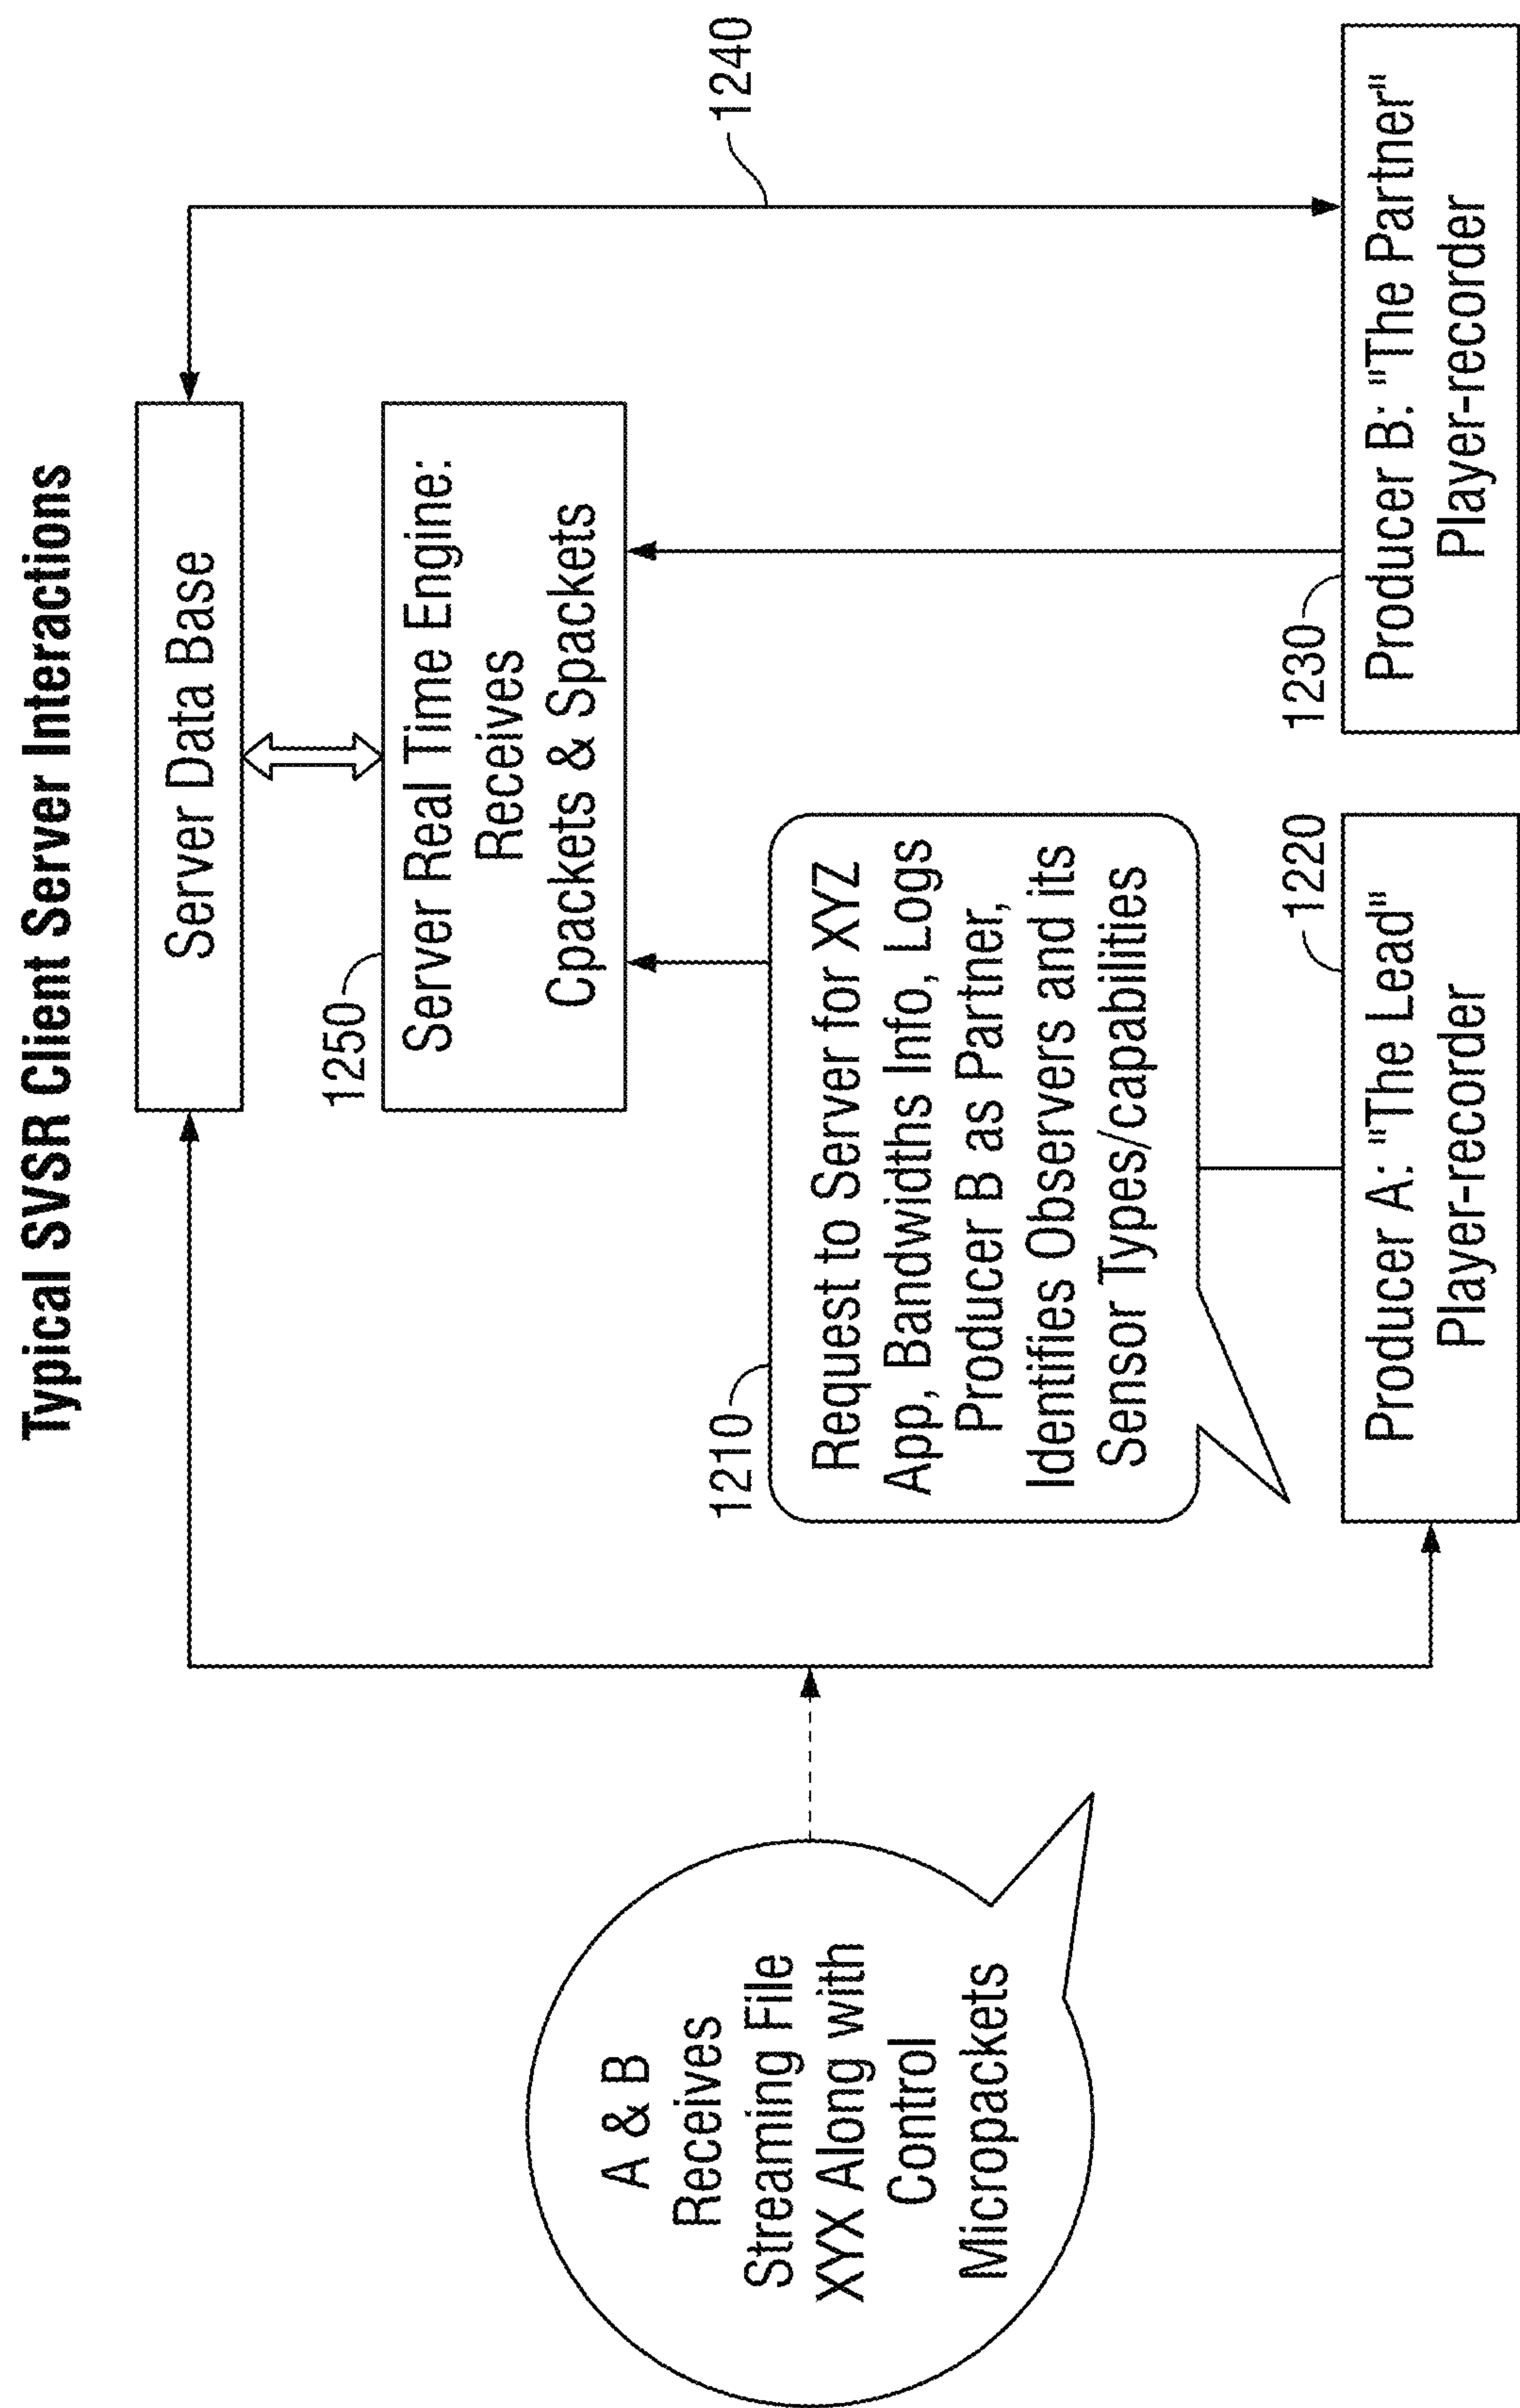 Typical SVSR Client Server Interactions
Server Data Base
1250
Server Real Time Engine:
Receives
Cpackets & Spackets
1240
1210
Request to Server for XYZ
App, Bandwidths Info, Logs
Producer B as Partner,
Identifies Observers and its
Sensor Types/capabilities
A & B
Receives
Streaming File
XYX Along with
Control
Micropackets
1220
Producer A: "The Lead"
Player-recorder
1230
Producer B: "The Partner"
Player-recorder